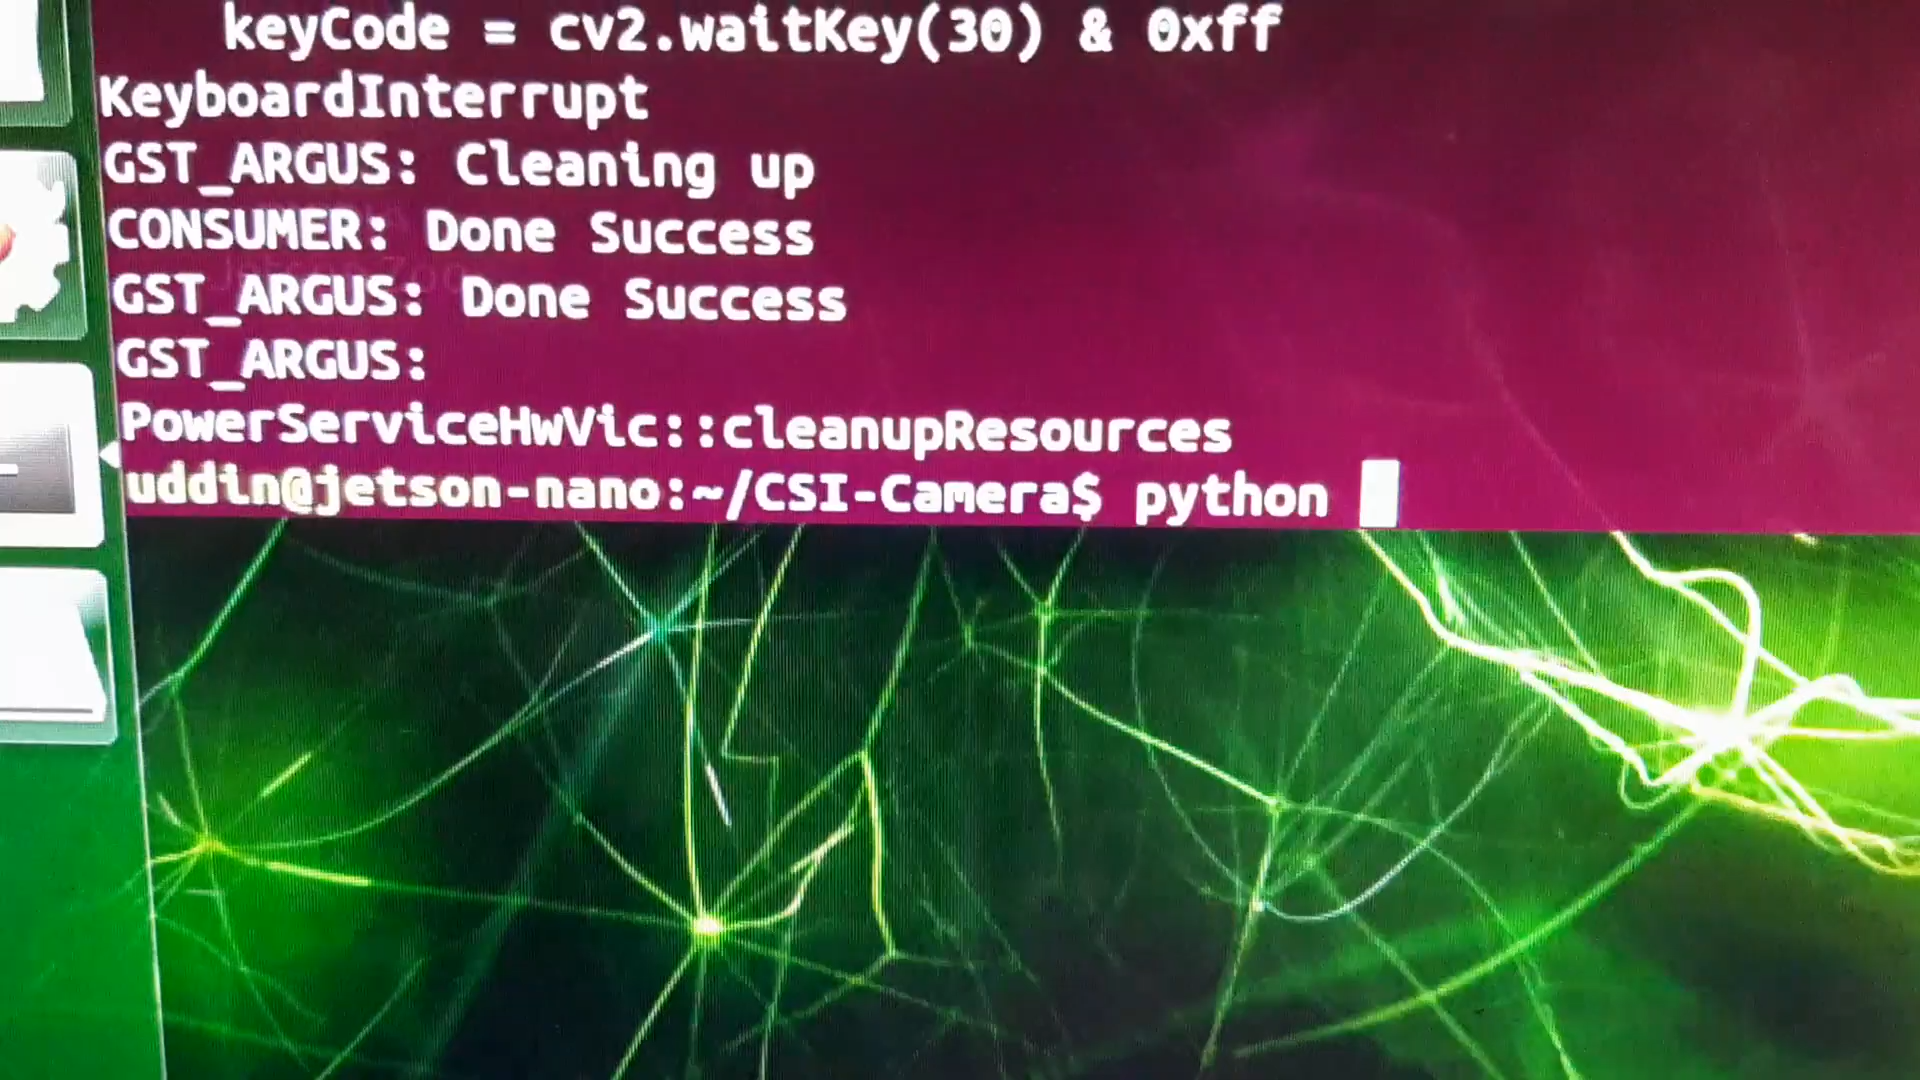 keyCode = cv2.waitKey(30) & 0xff
KeyboardInterrupt
GST_ARGUS: Cleaning up
CONSUMER: Done Success
GST_ARGUS: Done Success
GST_ARGUS:
PowerServiceHwVic::cleanupResources
uddin@jetson-nano:~/CSI-Camera$ python